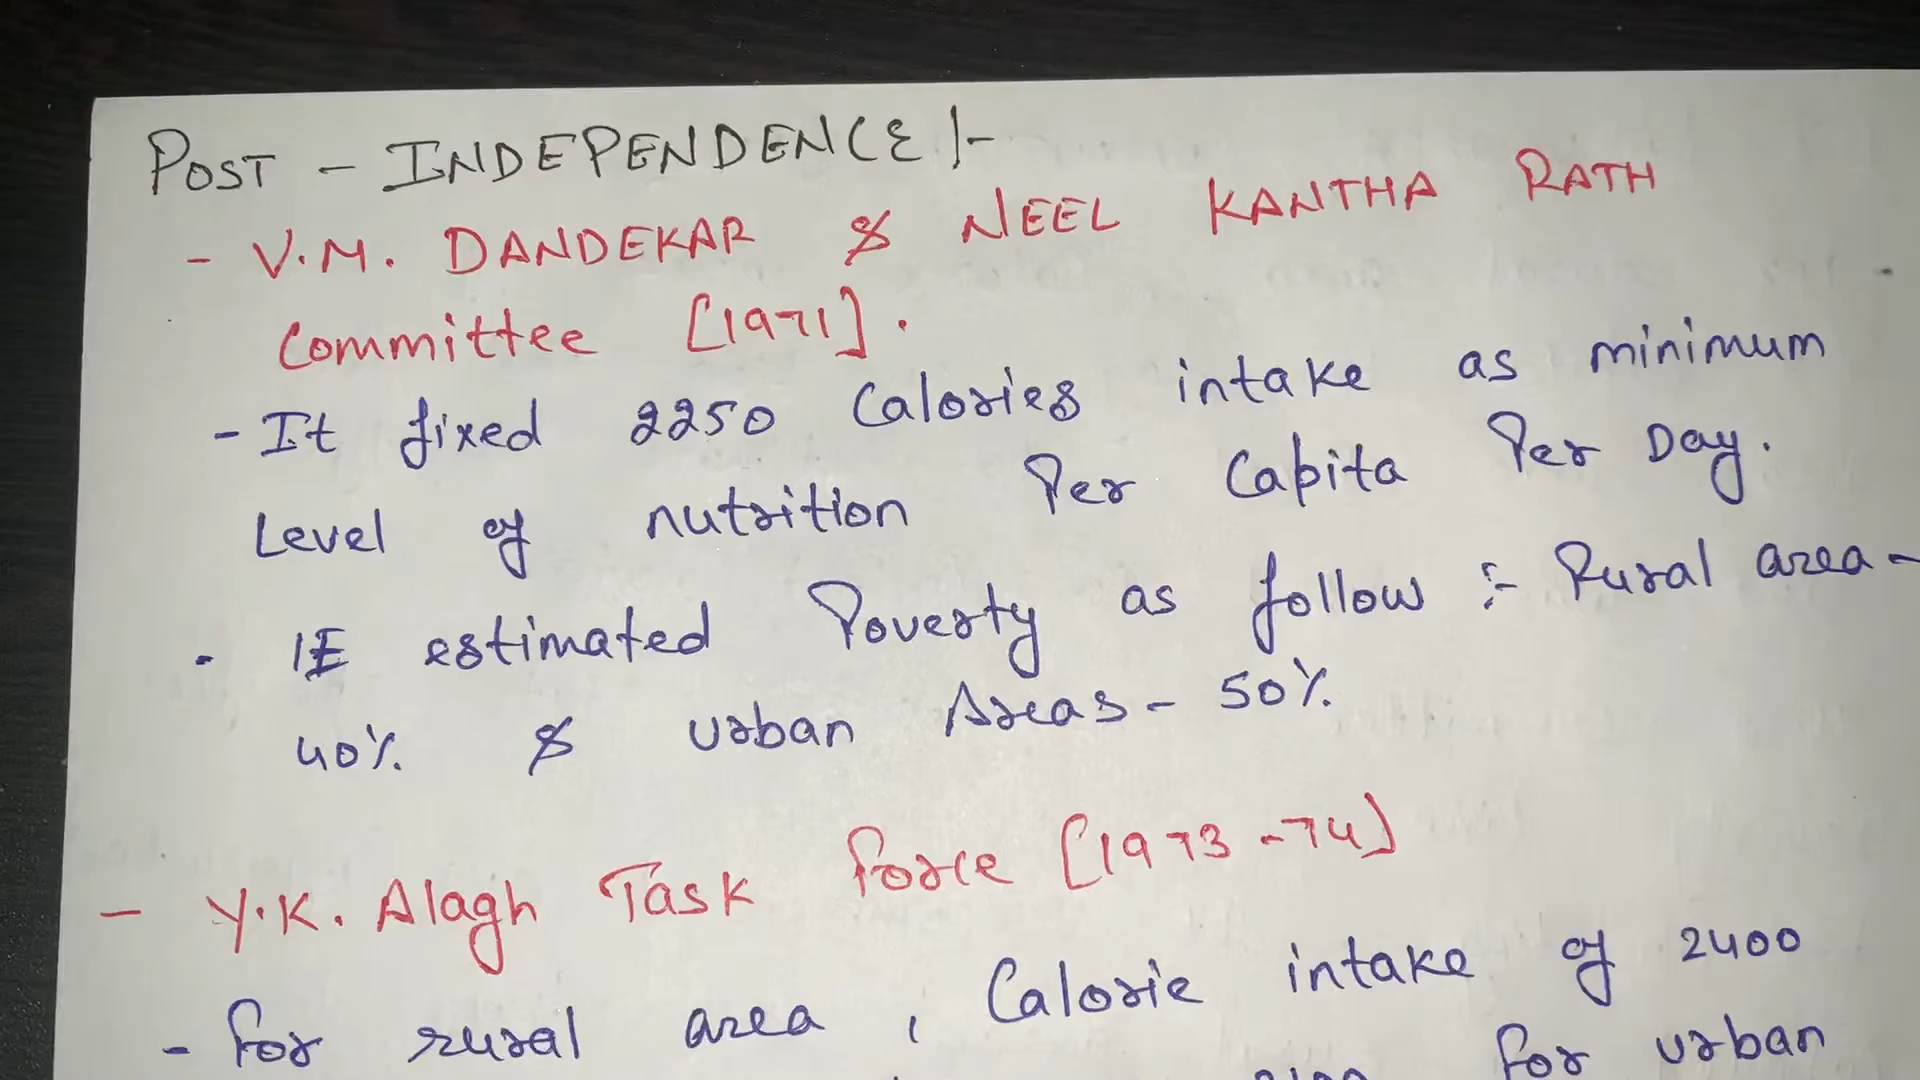 POST - INDEPENDENCE :-
- V.M. DANDEKAR & NEEL KANTHA RATH
Committee [1971].
- It fixed 2250 Calories intake as minimum
Level of nutrition Per Capita Per Day.
. It estimated Poverty as follow :- Rural area -
40% & urban Areas - 50%.
- Y.K. Alagh Task Force [1973-74]
- For rural area, Calorie intake of 2400
For urban